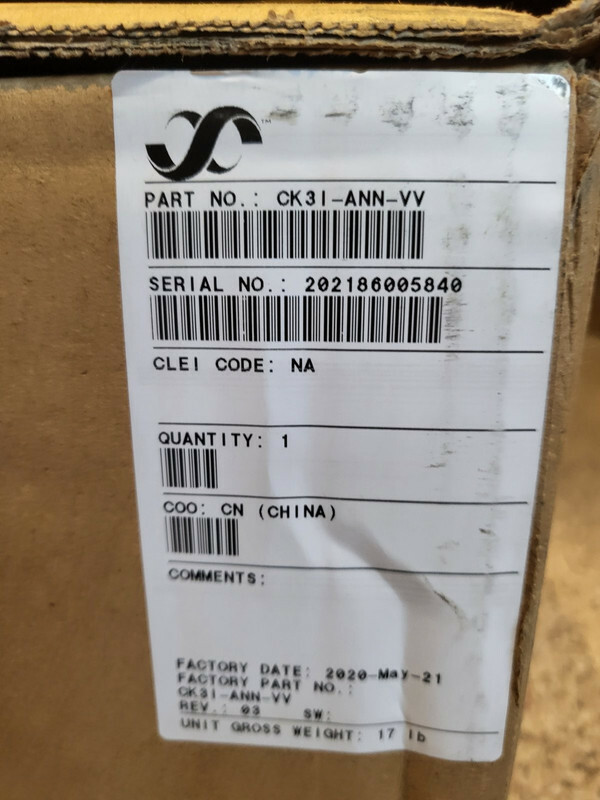 ™
PART NO.: CK3I-ANN-VV
SERIAL NO.: 202186005840
CLEI CODE: NA
QUANTITY: 1
COO: CN (CHINA)
COMMENTS:
FACTORY DATE: 2020-May-21
FACTORY PART NO.:
CK3I-ANN-VV
REV.: 03 SW:
UNIT GROSS WEIGHT: 17 lb